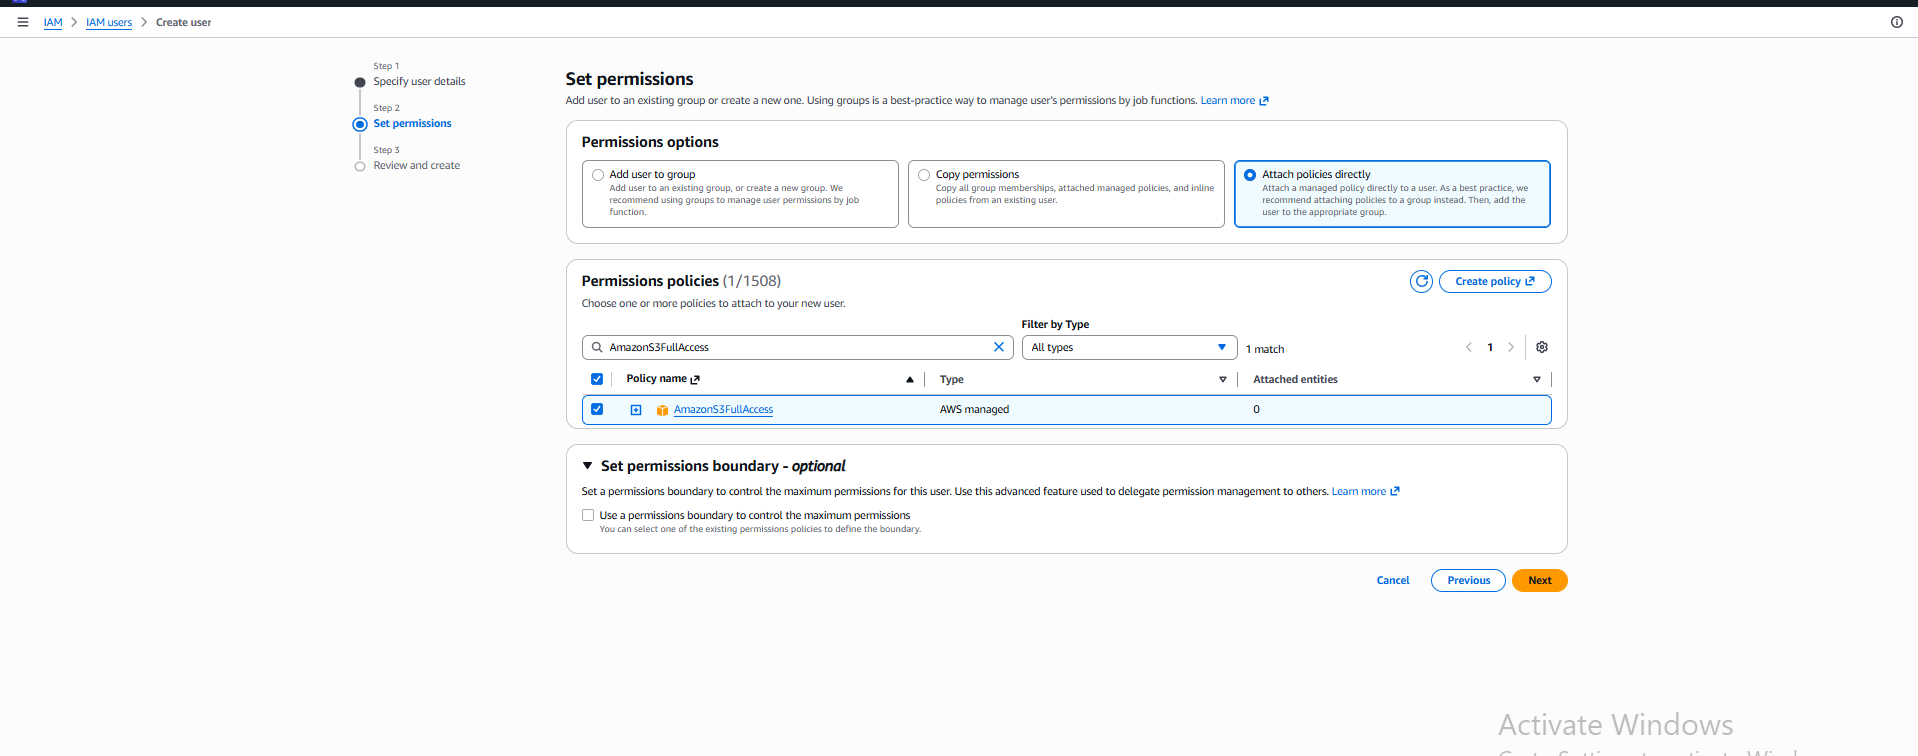 IAM > IAM users > Create user
Step 1
Specify user details
Step 2
Set permissions
Step 3
Review and create
Set permissions
Add user to an existing group or create a new one. Using groups is a best-practice way to manage user's permissions by job functions. Learn more
Permissions options
Add user to group
Add user to an existing group, or create a new group. We
recommend using groups to manage user permissions by job
function.
Copy permissions
Copy all group memberships, attached managed policies, and inline
policies from an existing user.
Attach policies directly
Attach a managed policy directly to a user. As a best practice, we
recommend attaching policies to a group instead. Then, add the
user to the appropriate group.
Permissions policies (1/1508)
Create policy
Choose one or more policies to attach to your new user.
Filter by Type
AmazonS3FullAccess
All types
1 match
1
Policy name
Type
Attached entities
AmazonS3FullAccess
AWS managed
0
Set permissions boundary - optional
Set a permissions boundary to control the maximum permissions for this user. Use this advanced feature used to delegate permission management to others. Learn more
Use a permissions boundary to control the maximum permissions
You can select one of the existing permissions policies to define the boundary.
Cancel
Previous
Next
Activate Windows